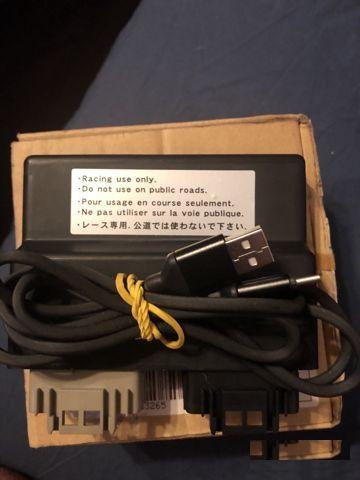 ・Racing use only.
・Do not use on public roads.
・Pour usage en course seulement.
・Ne pas utiliser sur la voie publique.
・レース専用. 公道では使わないで下さい.
3265